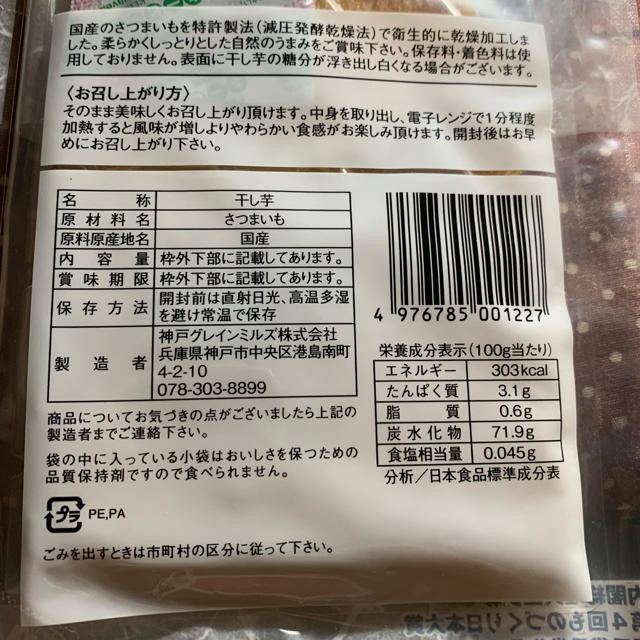 国産のさつまいもを特許製法(減圧発酵乾燥法)で衛生的に乾燥加工しま
した。柔らかくしっとりとした自然のうまみをご賞味下さい。保存料・着色料は使
用しておりません。表面に干し芋の糖分が浮き出し白くなる場合がございます。
〈お召し上がり方〉
そのまま美味しくお召し上がり頂けます。中身を取り出し、電子レンジで1分程度
加熱すると風味が増しよりやわらかい食感がお楽しみ頂けます。開封後はお早
めにお召し上がり下さい。
名 称 干し芋
原材料名 さつまいも
原料原産地名 国産
内容量 枠外下部に記載してあります。
賞味期限 枠外下部に記載してあります。
保存方法 開封前は直射日光、高温多湿
を避け常温で保存
製造者 神戸グレインミルズ株式会社
兵庫県神戸市中央区港島南町
4-2-10
078-303-8899
4 976785 001227
栄養成分表示(100g当たり)
エネルギー 303kcal
たんぱく質 3.1g
脂 質 0.6g
炭水化物 71.9g
食塩相当量 0.045g
分析/日本食品標準成分表
商品についてお気づきの点がございましたら上記の
製造者までご連絡下さい。
袋の中に入っている小袋はおいしさを保つための
品質保持剤ですので食べられません。
プラ PE,PA
ごみを出すときは市町村の区分に従って下さい。